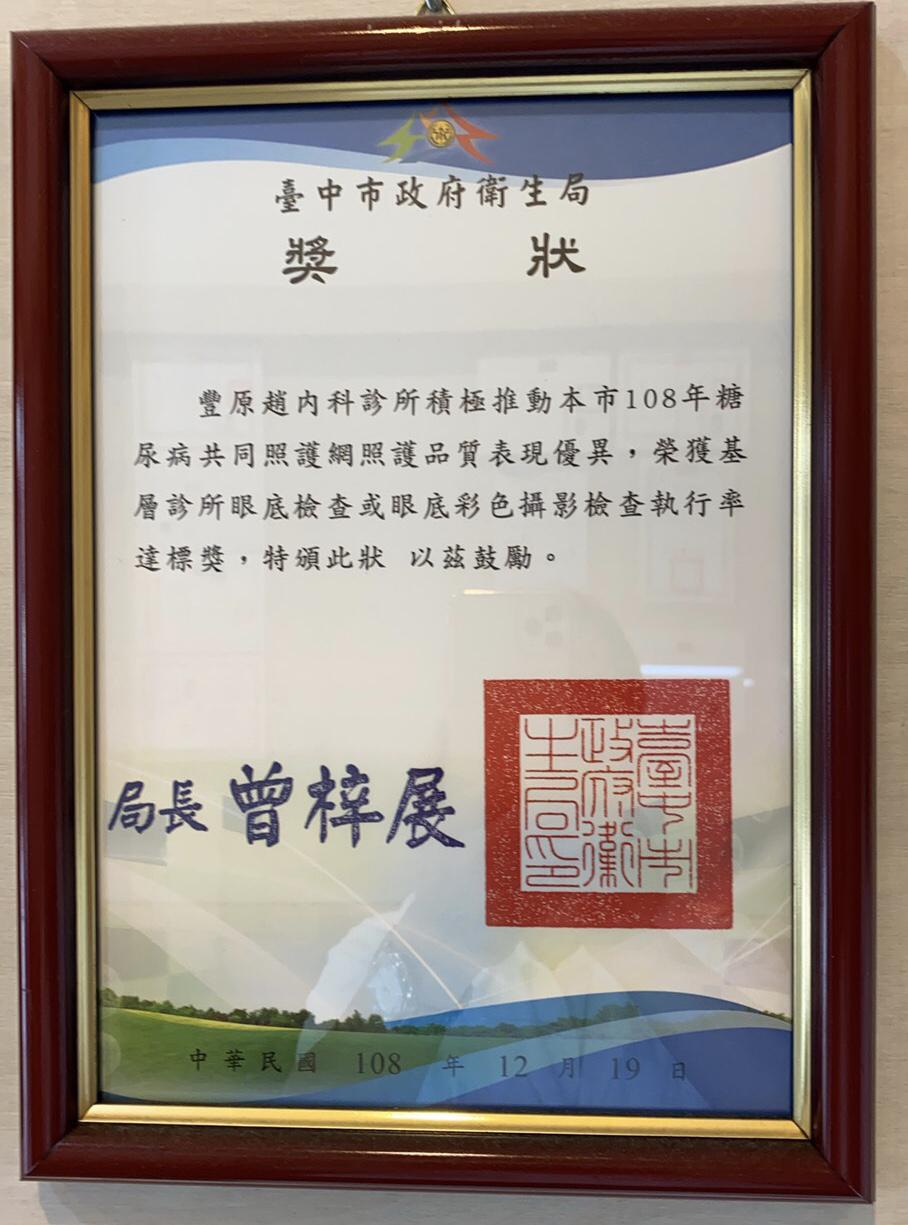 臺中市政府衛生局
獎狀
豐原趙內科診所積極推動本市108年糖
尿病共同照護網照護品質表現優異，榮獲基
層診所眼底檢查或眼底彩色攝影檢查執行率
達標獎，特頒此狀 以茲鼓勵。
局長 曾梓展
臺中市
政府衛
生局印
中華民國 108 年 12 月 19 日